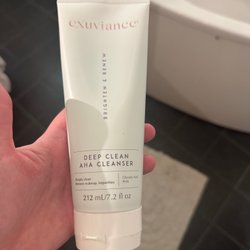 exuviance®
BRIGHTEN & RENEW
DEEP CLEAN
AHA CLEANSER
212 mL/7.2 fl oz